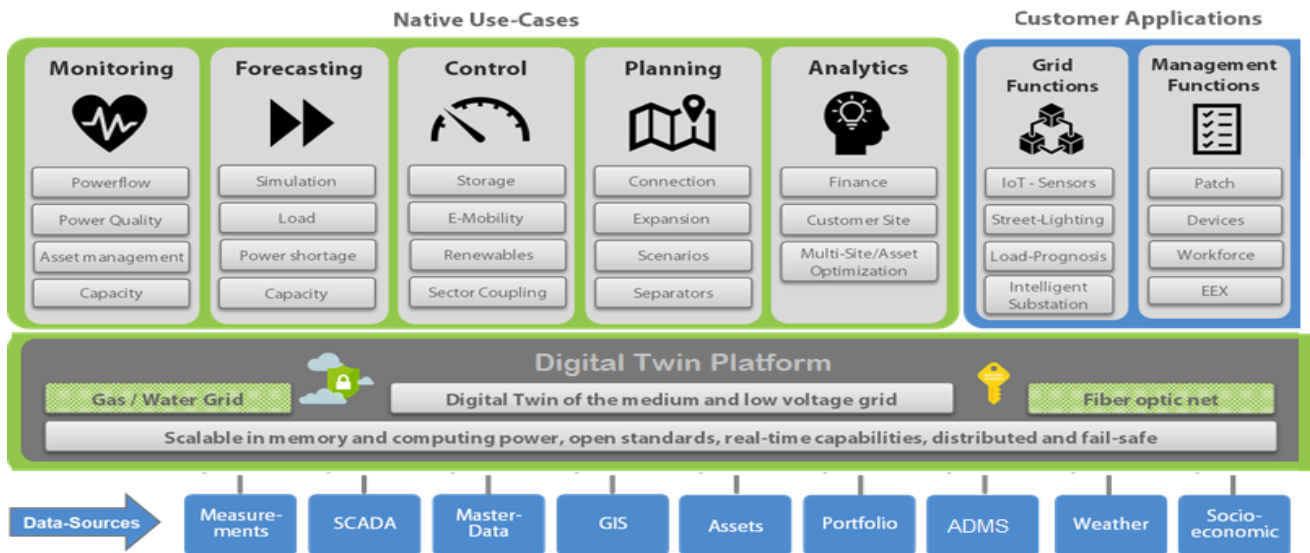 Native Use-Cases
Customer Applications
Monitoring
Powerflow
Power Quality
Asset management
Capacity
Forecasting
Simulation
Load
Power shortage
Capacity
Control
Storage
E-Mobility
Renewables
Sector Coupling
Planning
Connection
Expansion
Scenarios
Separators
Analytics
Finance
Customer Site
Multi-Site/Asset
Optimization
Grid
Functions
IoT - Sensors
Street-Lighting
Load-Prognosis
Intelligent
Substation
Management
Functions
Patch
Devices
Workforce
EEX
Digital Twin Platform
Gas / Water Grid
Digital Twin of the medium and low voltage grid
Fiber optic net
Scalable in memory and computing power, open standards, real-time capabilities, distributed and fail-safe
Data-Sources
Measure-
ments
SCADA
Master-
Data
GIS
Assets
Portfolio
ADMS
Weather
Socio-
economic